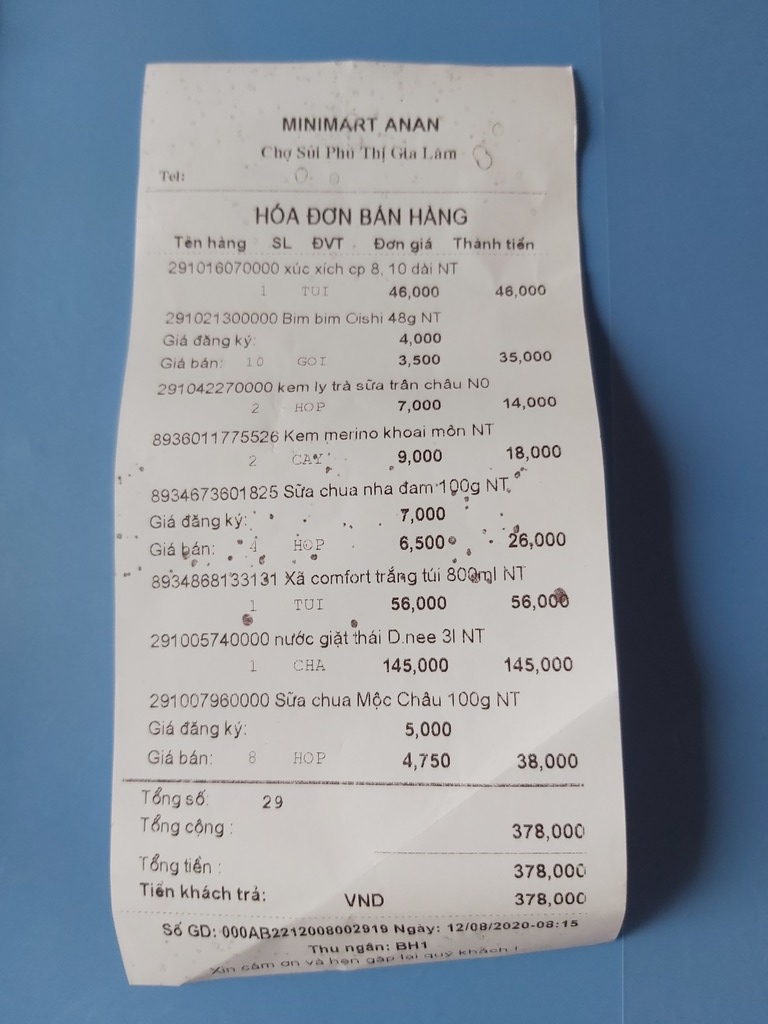 MINIMART ANAN
Chợ Sủi Phú Thị Gia Lâm
Tel:
HÓA ĐƠN BÁN HÀNG
Tên hàng SL ĐVT Đơn giá Thành tiền
291016070000 xúc xích cp 8, 10 dài NT
1 TUI 46,000 46,000
291021300000 Bim bim Oishi 48g NT
Giá đăng ký: 4,000
Giá bán: 10 GOI 3,500 35,000
291042270000 kem ly trà sữa trân châu NO
2 HOP 7,000 14,000
8936011775526 Kem merino khoai môn NT
2 CAY 9,000 18,000
8934673601825 Sữa chua nha đam 100g NT
Giá đăng ký: 7,000
Giá bán: 4 HOP 6,500 26,000
8934868133131 Xã comfort trắng túi 800ml NT
1 TUI 56,000 56,000
291005740000 nước giặt thái D.nee 3l NT
1 CHA 145,000 145,000
291007960000 Sữa chua Mộc Châu 100g NT
Giá đăng ký: 5,000
Giá bán: 8 HOP 4,750 38,000
Tổng số: 29
Tổng cộng : 378,000
Tổng tiền : 378,000
Tiền khách trả: VND 378,000
Số GD: 000AB2212008002919 Ngày: 12/08/2020-08:15
Thu ngân: BH1
Xin cảm ơn và hẹn gặp lại quý khách !